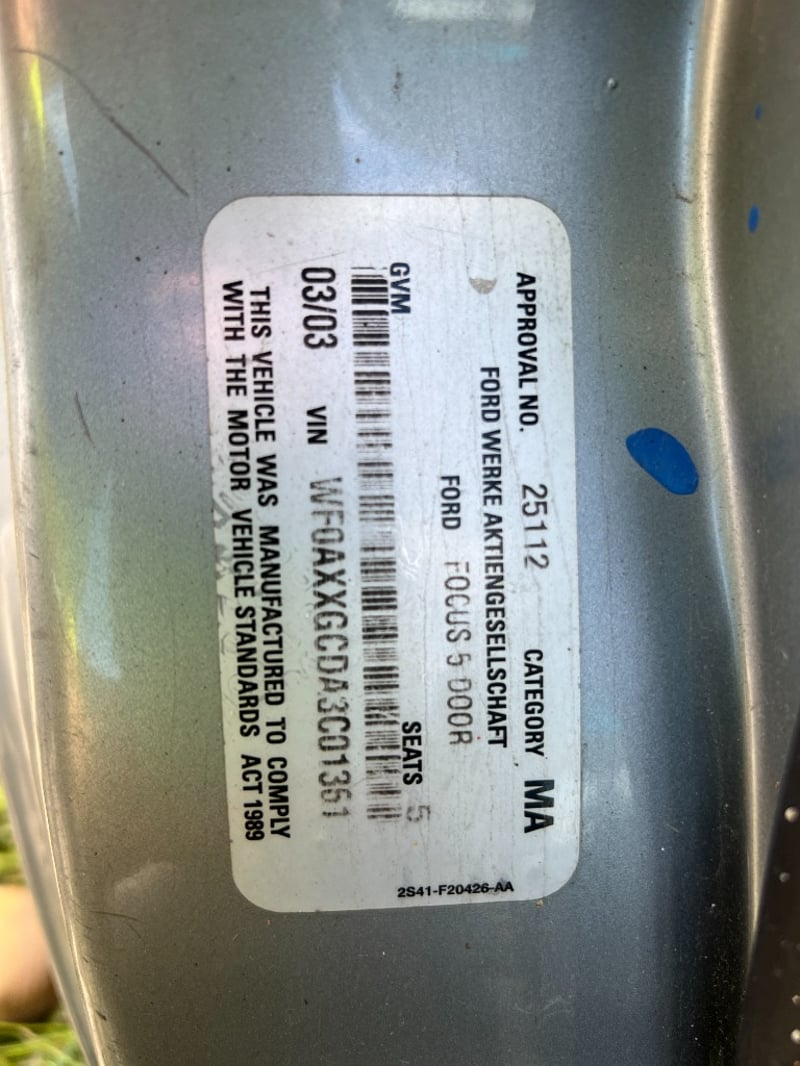 APPROVAL NO. 25112 CATEGORY MA
FORD WERKE AKTIENGESELLSCHAFT
FORD FOCUS 5 DOOR
GVM SEATS 5
03/03 VIN WF0AXXGCDA3C01361
THIS VEHICLE WAS MANUFACTURED TO COMPLY
WITH THE MOTOR VEHICLE STANDARDS ACT 1989
2S41-F20426-AA